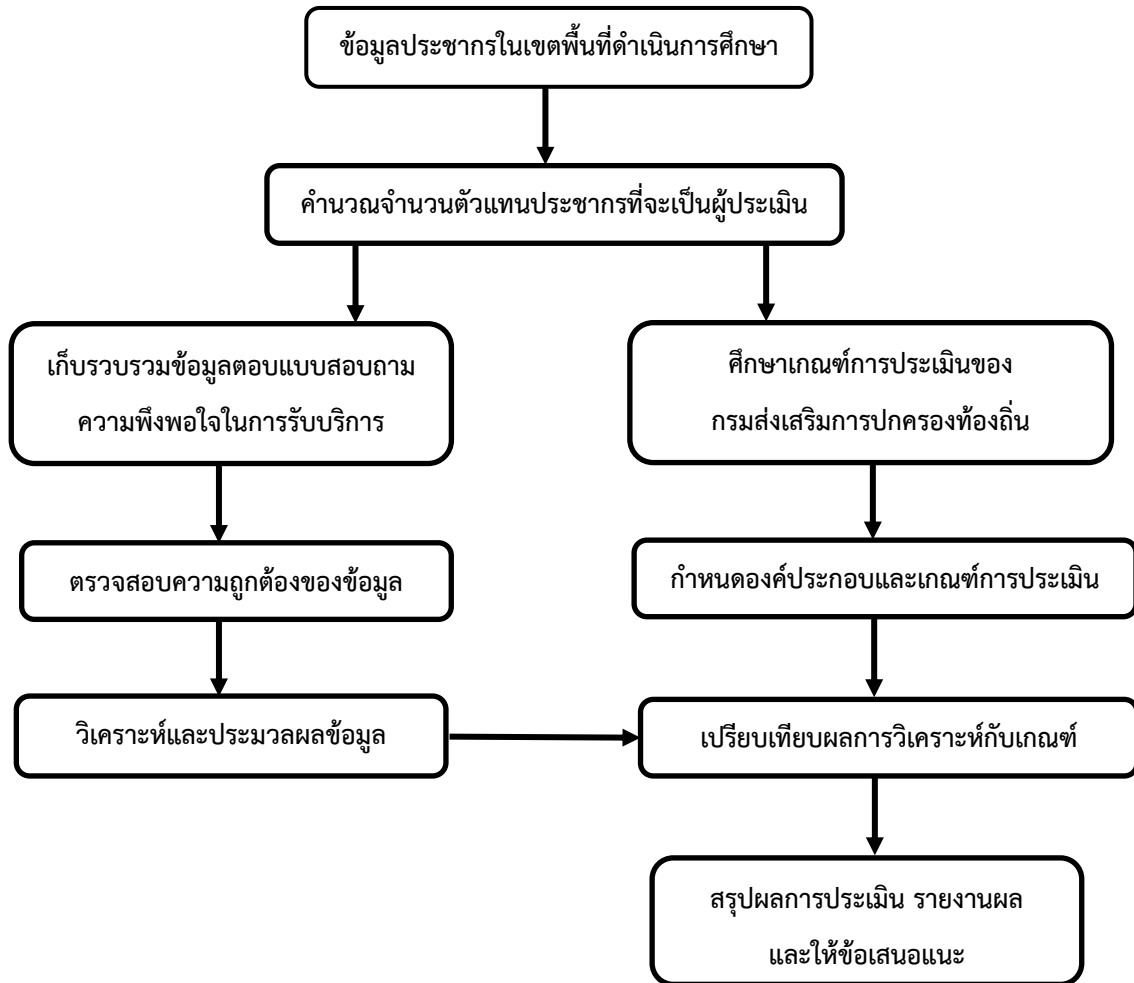 ข้อมูลประชากรในเขตพื้นที่ดำเนินการศึกษา
คำนวณจำนวนตัวแทนประชากรที่จะเป็นผู้ประเมิน
เก็บรวบรวมข้อมูลตอบแบบสอบถาม
ความพึงพอใจในการรับบริการ
ศึกษาเกณฑ์การประเมินของ
กรมส่งเสริมการปกครองท้องถิ่น
ตรวจสอบความถูกต้องของข้อมูล
กำหนดองค์ประกอบและเกณฑ์การประเมิน
วิเคราะห์และประมวลผลข้อมูล
เปรียบเทียบผลการวิเคราะห์กับเกณฑ์
สรุปผลการประเมิน รายงานผล
และให้ข้อเสนอแนะ